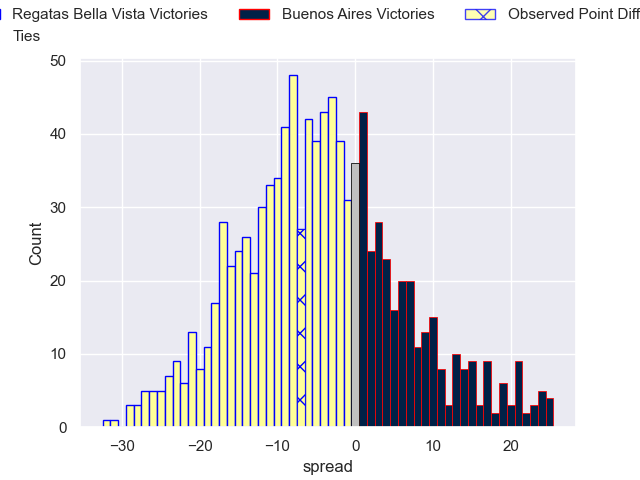 Regatas Bella Vista Victories Buenos Aires Victories Observed Point Diff
Ties
50
40
30
20
10
0
Count
−30 −20 −10 0 10 20
spread